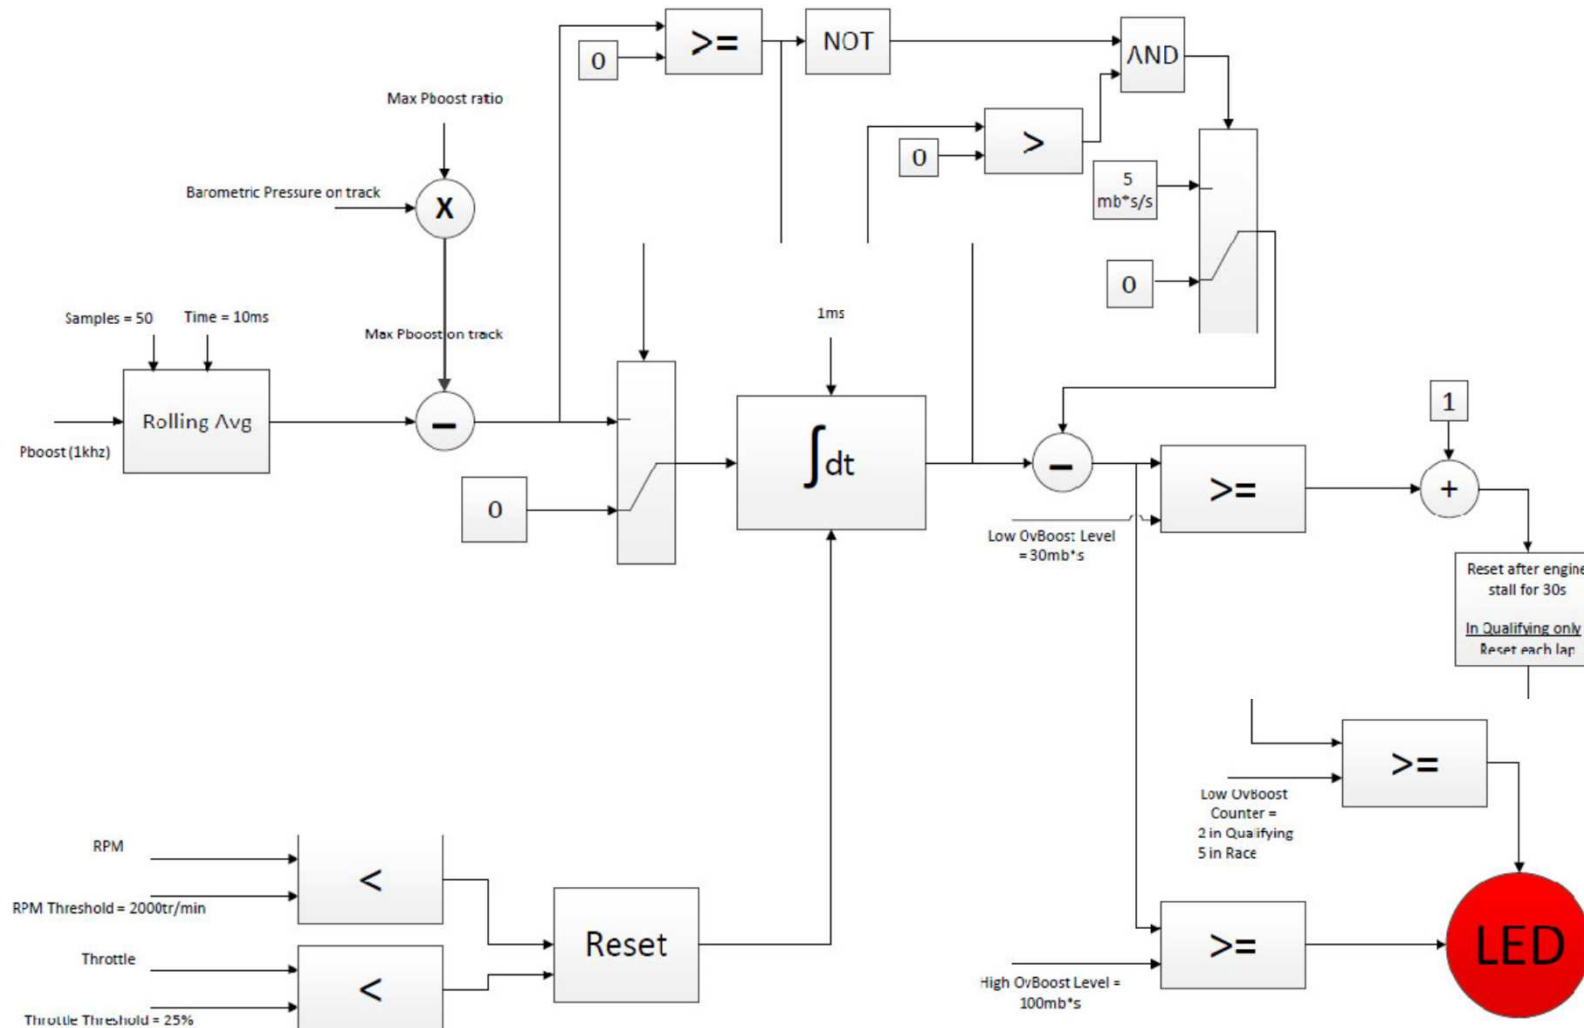 >=
NOT
AND
0
Max Pboost ratio
>
0
Barometric Pressure on track
X
5
mb*s/s
0
Samples = 50
Time = 10ms
1ms
Max Pboost on track
Rolling Avg
−
Pboost (1khz)
∫dt
0
−
1
>=
+
Low OvBoost Level
= 30mb*s
Reset after engine
stall for 30s
In Qualifying only
Reset each lap
>=
Low OvBoost
Counter =
2 in Qualifying
5 in Race
RPM
<
RPM Threshold = 2000tr/min
Reset
Throttle
<
Throttle Threshold = 25%
>=
High OvBoost Level =
100mb*s
LED